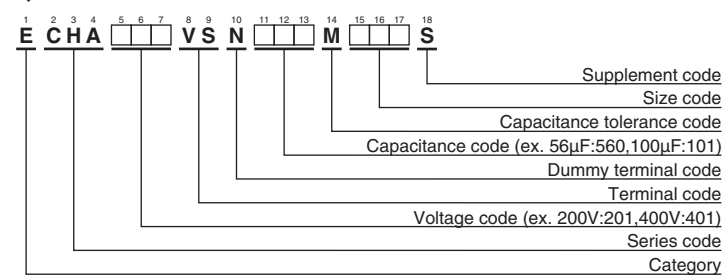 1 2 3 4 5 6 7 8 9 10 11 12 13 14 15 16 17 18
E CHA VS N M S
Supplement code
Size code
Capacitance tolerance code
Capacitance code (ex. 56μF:560,100μF:101)
Dummy terminal code
Terminal code
Voltage code (ex. 200V:201,400V:401)
Series code
Category